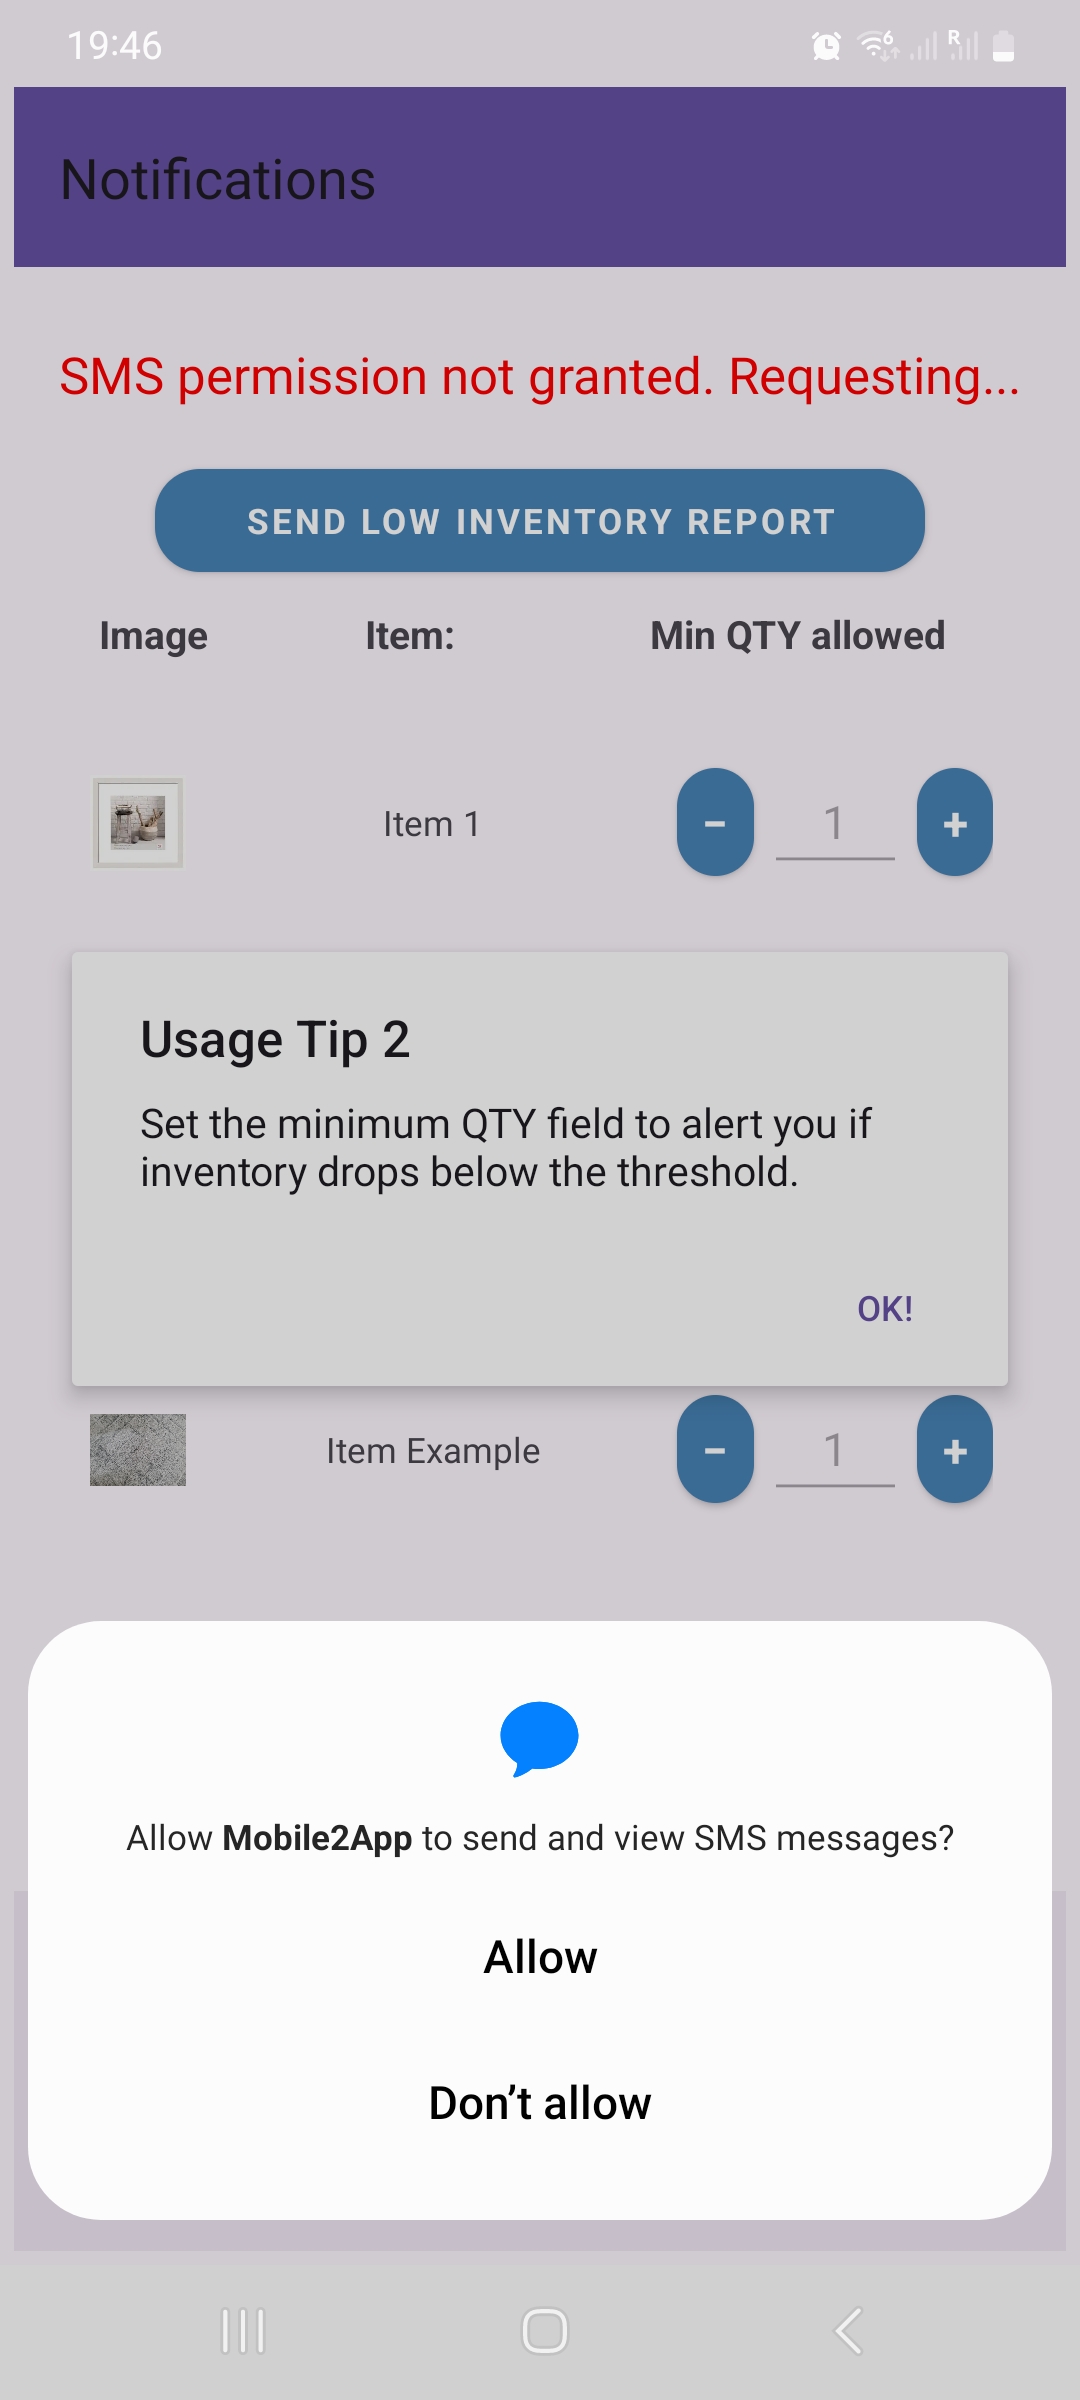 19:46
6 R
Notifications
SMS permission not granted. Requesting...
SEND LOW INVENTORY REPORT
Image Item: Min QTY allowed
Item 1 - 1 +
Usage Tip 2
Set the minimum QTY field to alert you if
inventory drops below the threshold.
OK!
Item Example - 1 +
Allow Mobile2App to send and view SMS messages?
Allow
Don’t allow